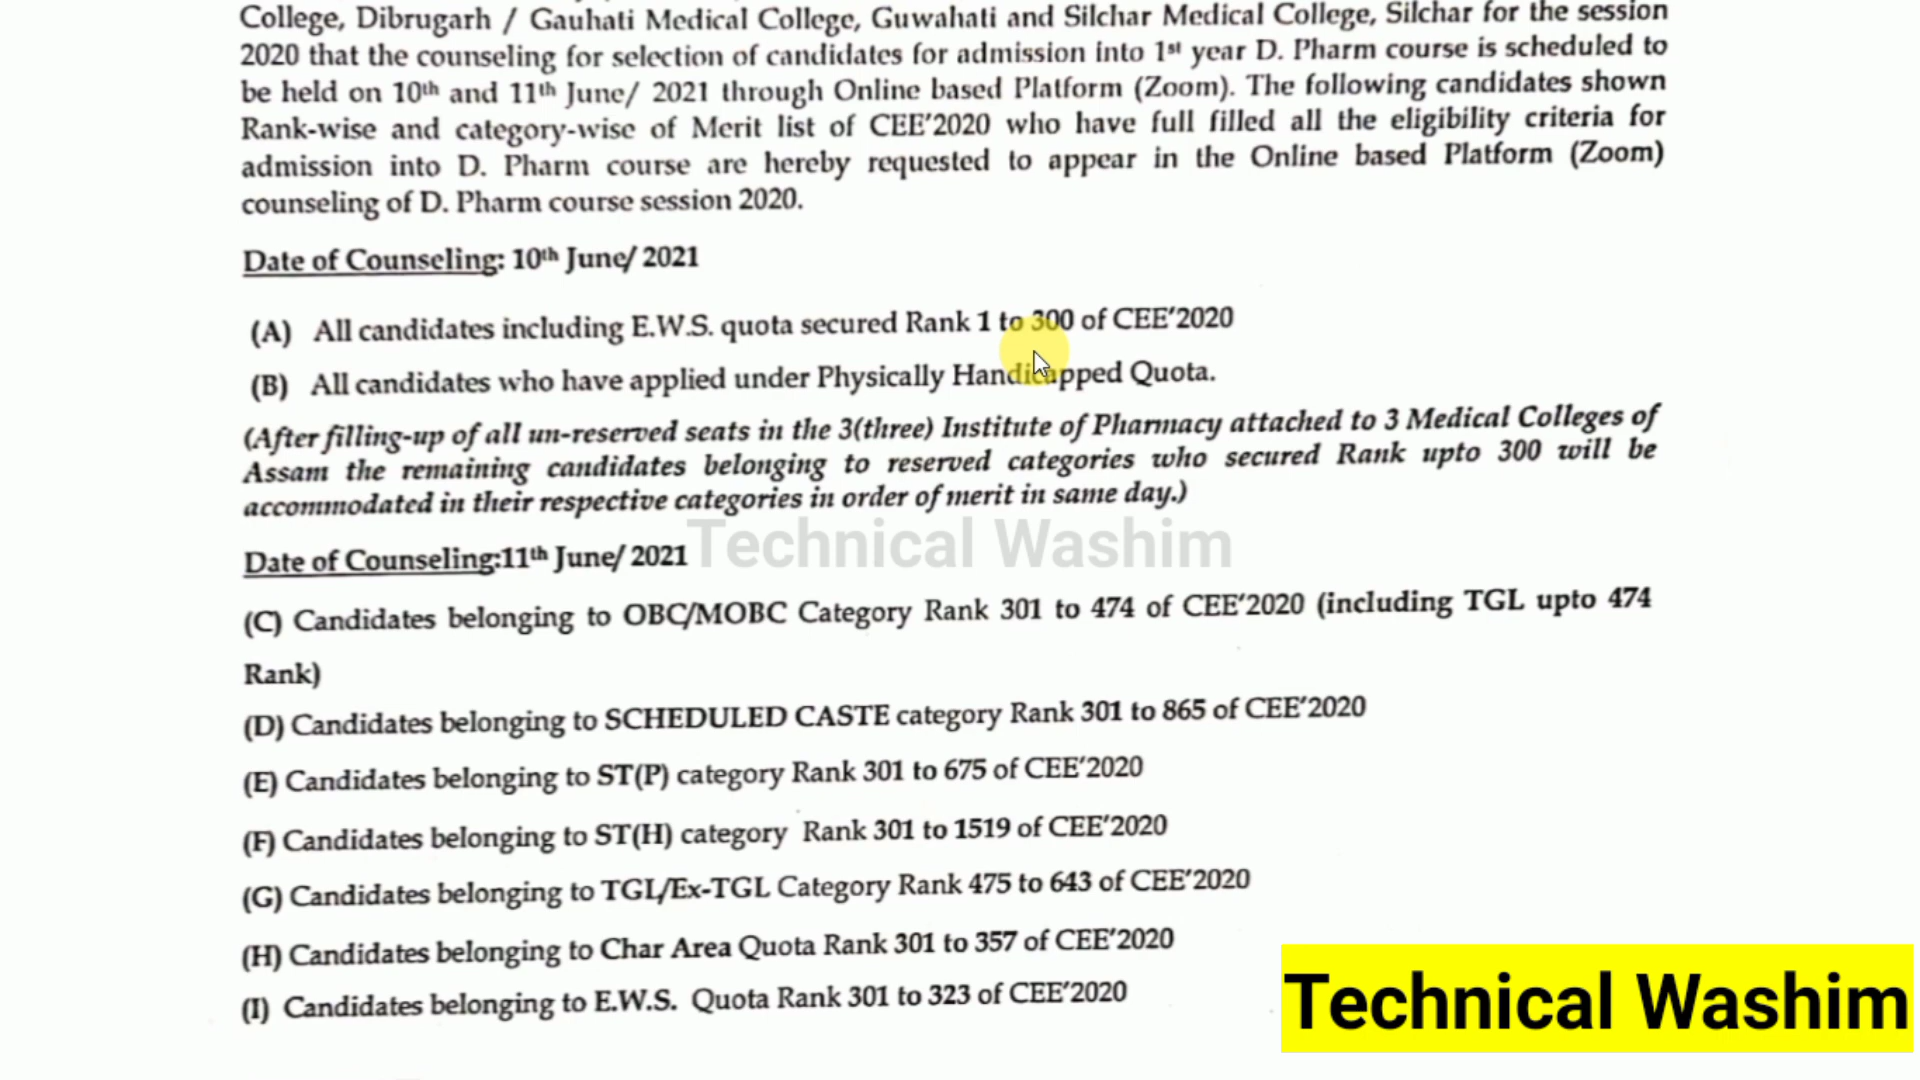 College, Dibrugarh / Gauhati Medical College, Guwahati and Silchar Medical College, Silchar for the session
2020 that the counseling for selection of candidates for admission into 1st year D. Pharm course is scheduled to
be held on 10th and 11th June/ 2021 through Online based Platform (Zoom). The following candidates shown
Rank-wise and category-wise of Merit list of CEE'2020 who have full filled all the eligibility criteria for
admission into D. Pharm course are hereby requested to appear in the Online based Platform (Zoom)
counseling of D. Pharm course session 2020.
Date of Counseling: 10th June/ 2021
(A) All candidates including E.W.S. quota secured Rank 1 to 300 of CEE'2020
(B) All candidates who have applied under Physically Handicapped Quota.
(After filling-up of all un-reserved seats in the 3(three) Institute of Pharmacy attached to 3 Medical Colleges of
Assam the remaining candidates belonging to reserved categories who secured Rank upto 300 will be
accommodated in their respective categories in order of merit in same day.)
Technical Washim
Date of Counseling:11th June/ 2021
(C) Candidates belonging to OBC/MOBC Category Rank 301 to 474 of CEE'2020 (including TGL upto 474
Rank)
(D) Candidates belonging to SCHEDULED CASTE category Rank 301 to 865 of CEE'2020
(E) Candidates belonging to ST(P) category Rank 301 to 675 of CEE'2020
(F) Candidates belonging to ST(H) category Rank 301 to 1519 of CEE'2020
(G) Candidates belonging to TGL/Ex-TGL Category Rank 475 to 643 of CEE'2020
(H) Candidates belonging to Char Area Quota Rank 301 to 357 of CEE'2020
(I) Candidates belonging to E.W.S. Quota Rank 301 to 323 of CEE'2020
Technical Washim